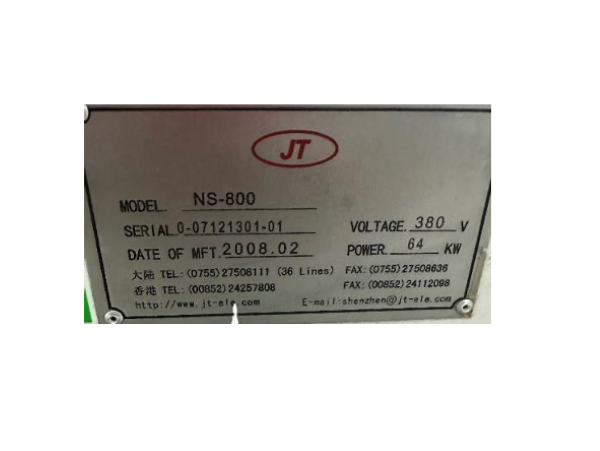 JT
MODEL. NS-800
SERIAL. 0-07121301-01 VOLTAGE. 380 V
DATE OF MFT. 2008.02 POWER. 64 KW
大陆 TEL:(0755)27508111 (36 Lines) FAX:(0755)27508636
香港 TEL:(00852)24257808 FAX:(00852)24112098
http://www.jt-ele.com E-mail:shenzhen@jt-ele.com